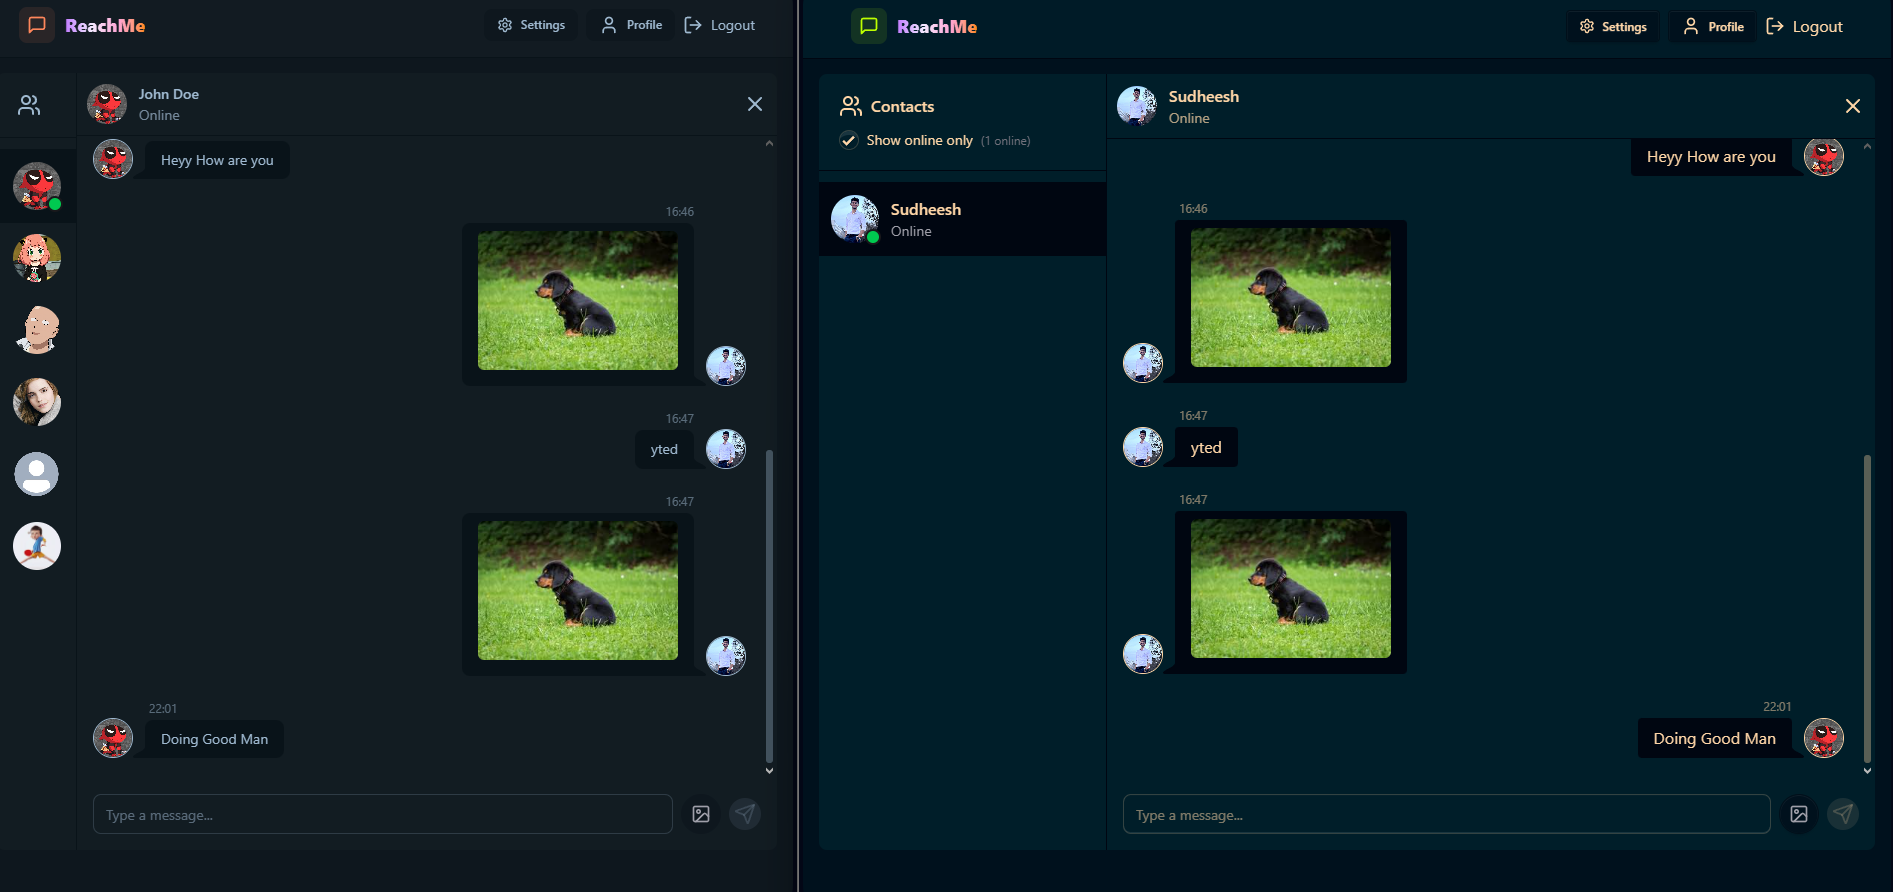 ReachMe
Settings
Profile
Logout
John Doe
Online
Heyy How are you
16:46
16:47
yted
16:47
22:01
Doing Good Man
Type a message...
ReachMe
Settings
Profile
Logout
Contacts
Show online only (1 online)
Sudheesh
Online
Sudheesh
Online
Heyy How are you
16:46
16:47
yted
16:47
22:01
Doing Good Man
Type a message...